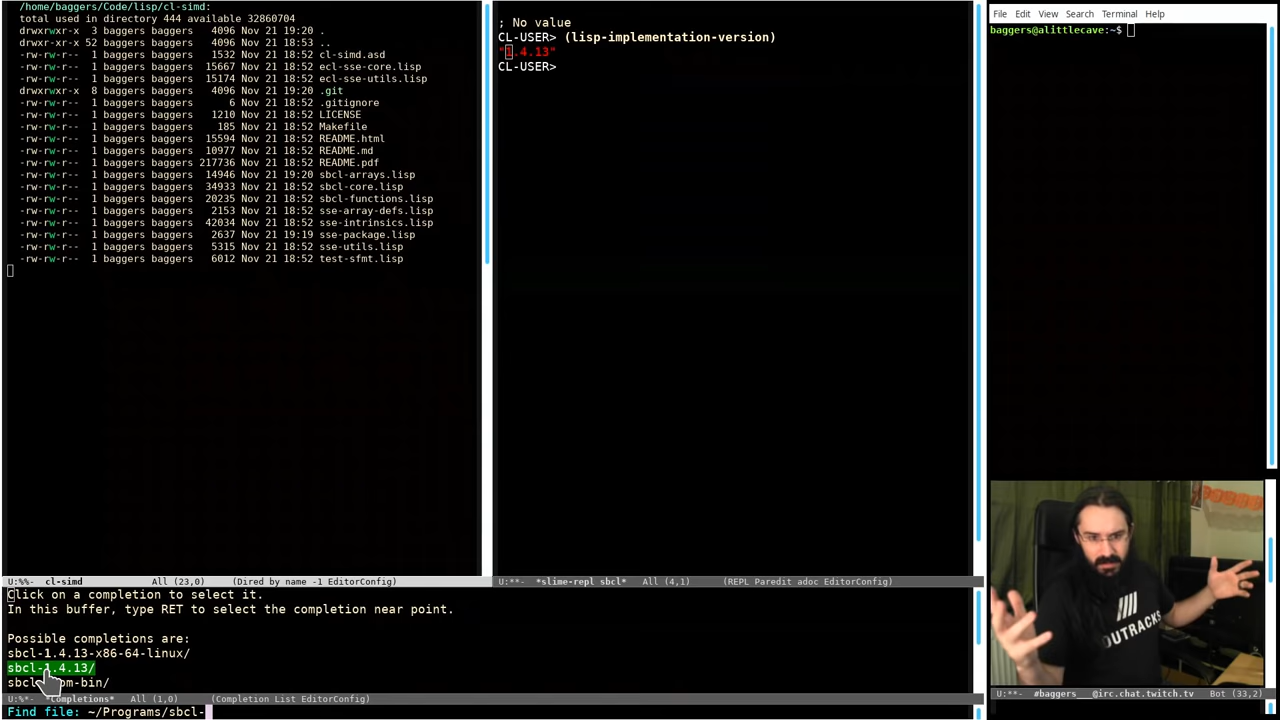 /home/baggers/Code/lisp/cl-simd:
total used in directory 444 available 32860704
drwxrwxr-x  3 baggers baggers   4096 Nov 21 19:20 .
drwxr-xr-x 52 baggers baggers   4096 Nov 21 18:53 ..
-rw-rw-r--  1 baggers baggers   1532 Nov 21 18:52 cl-simd.asd
-rw-rw-r--  1 baggers baggers  15667 Nov 21 18:52 ecl-sse-core.lisp
-rw-rw-r--  1 baggers baggers  15174 Nov 21 18:52 ecl-sse-utils.lisp
drwxrwxr-x  8 baggers baggers   4096 Nov 21 19:20 .git
-rw-rw-r--  1 baggers baggers      6 Nov 21 18:52 .gitignore
-rw-rw-r--  1 baggers baggers   1210 Nov 21 18:52 LICENSE
-rw-rw-r--  1 baggers baggers    185 Nov 21 18:52 Makefile
-rw-rw-r--  1 baggers baggers  15594 Nov 21 18:52 README.html
-rw-rw-r--  1 baggers baggers  10977 Nov 21 18:52 README.md
-rw-rw-r--  1 baggers baggers 217736 Nov 21 18:52 README.pdf
-rw-rw-r--  1 baggers baggers  14946 Nov 21 19:20 sbcl-arrays.lisp
-rw-rw-r--  1 baggers baggers  34933 Nov 21 18:52 sbcl-core.lisp
-rw-rw-r--  1 baggers baggers  20235 Nov 21 18:52 sbcl-functions.lisp
-rw-rw-r--  1 baggers baggers   2153 Nov 21 18:52 sse-array-defs.lisp
-rw-rw-r--  1 baggers baggers  42034 Nov 21 18:52 sse-intrinsics.lisp
-rw-rw-r--  1 baggers baggers   2637 Nov 21 19:19 sse-package.lisp
-rw-rw-r--  1 baggers baggers   5315 Nov 21 18:52 sse-utils.lisp
-rw-rw-r--  1 baggers baggers   6012 Nov 21 18:52 test-sfmt.lisp
U:%%-  cl-simd        All (23,0)     (Dired by name -1 EditorConfig)
; No value
CL-USER> (lisp-implementation-version)
"1.4.13"
CL-USER>
U:**-  *slime-repl sbcl*   All (4,1)      (REPL Paredit adoc EditorConfig)
File Edit View Search Terminal Help
baggers@alittlecave:~$
OUTRACKS
U:**-  #baggers__@irc.chat.twitch.tv   Bot (33,2)
Click on a completion to select it.
In this buffer, type RET to select the completion near point.
Possible completions are:
sbcl-1.4.13-x86-64-linux/
sbcl-1.4.13/
U:%*-  *Completions*   All (1,0)      (Completion List EditorConfig)
Find file: ~/Programs/sbcl-